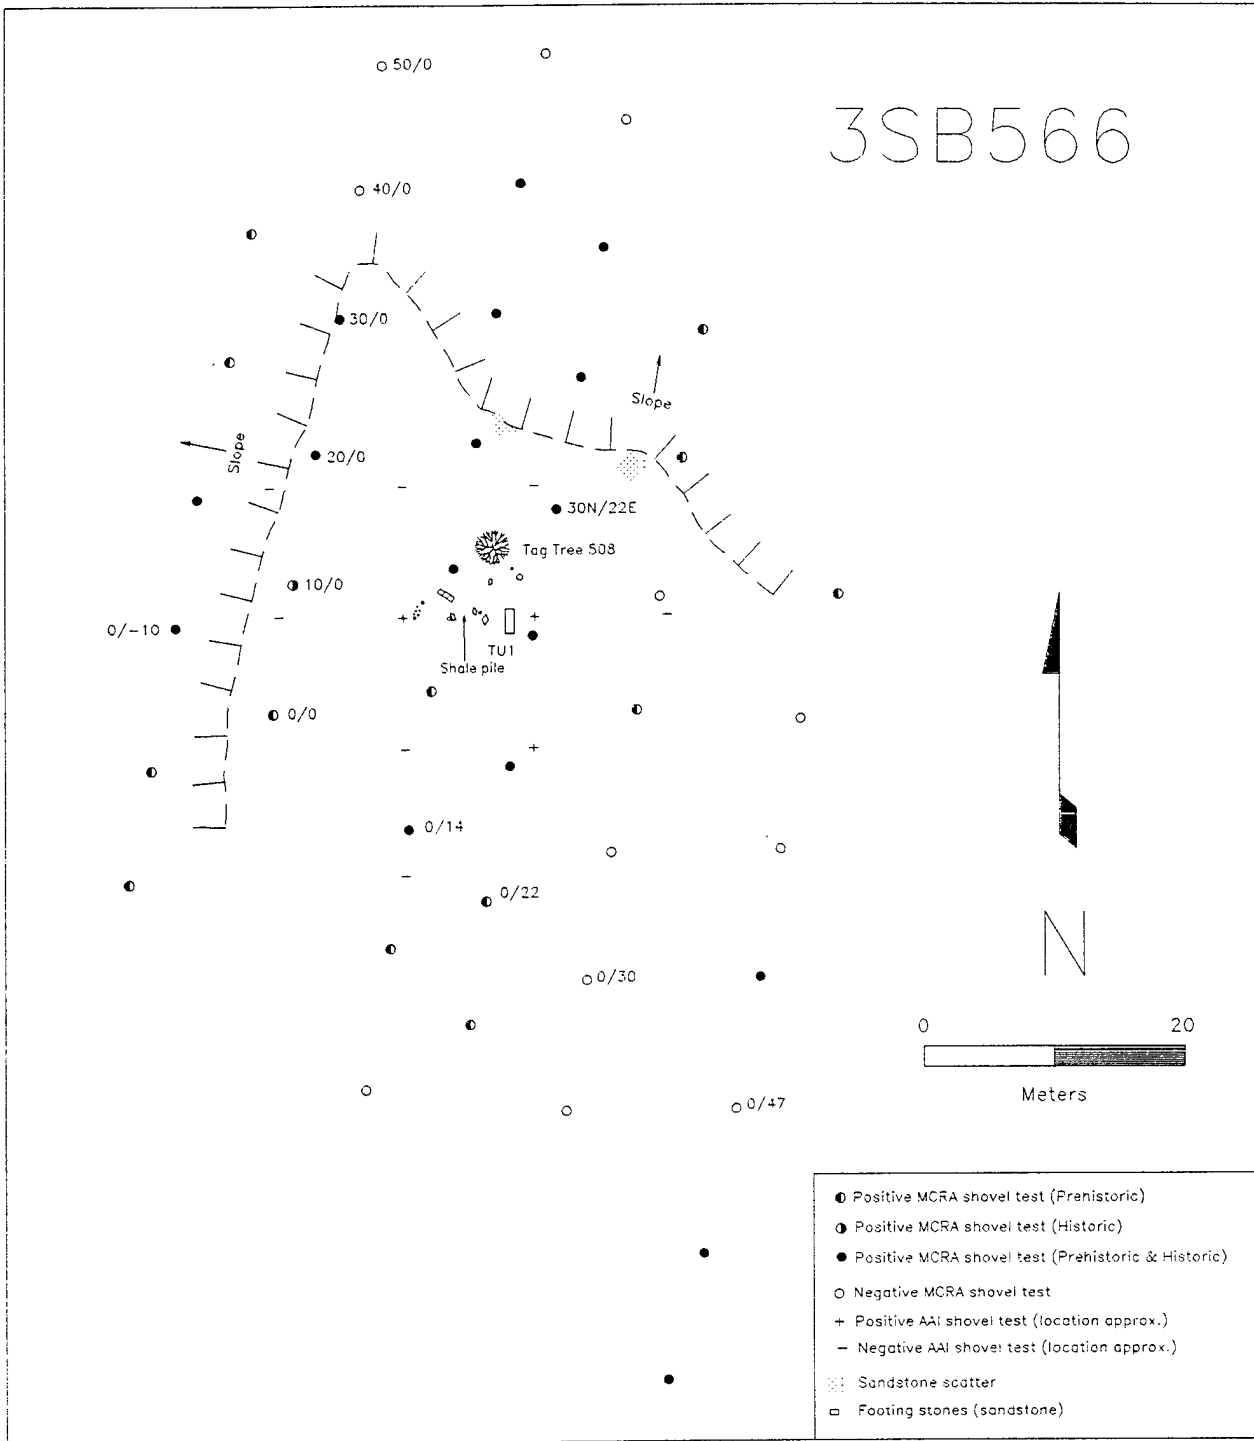 50/0
3SB566
40/0
30/0
Slope
Slope
20/0
30N/22E
Tag Tree 508
10/0
0/-10
TU1
Shale pile
0/0
0/14
0/22
0/30
N
0 20
Meters
0/47
Positive MCRA shovel test (Prehistoric)
Positive MCRA shovel test (Historic)
Positive MCRA shovel test (Prehistoric & Historic)
Negative MCRA shovel test
+ Positive AAI shovel test (location approx.)
– Negative AAI shovel test (location approx.)
Sandstone scatter
Footing stones (sandstone)